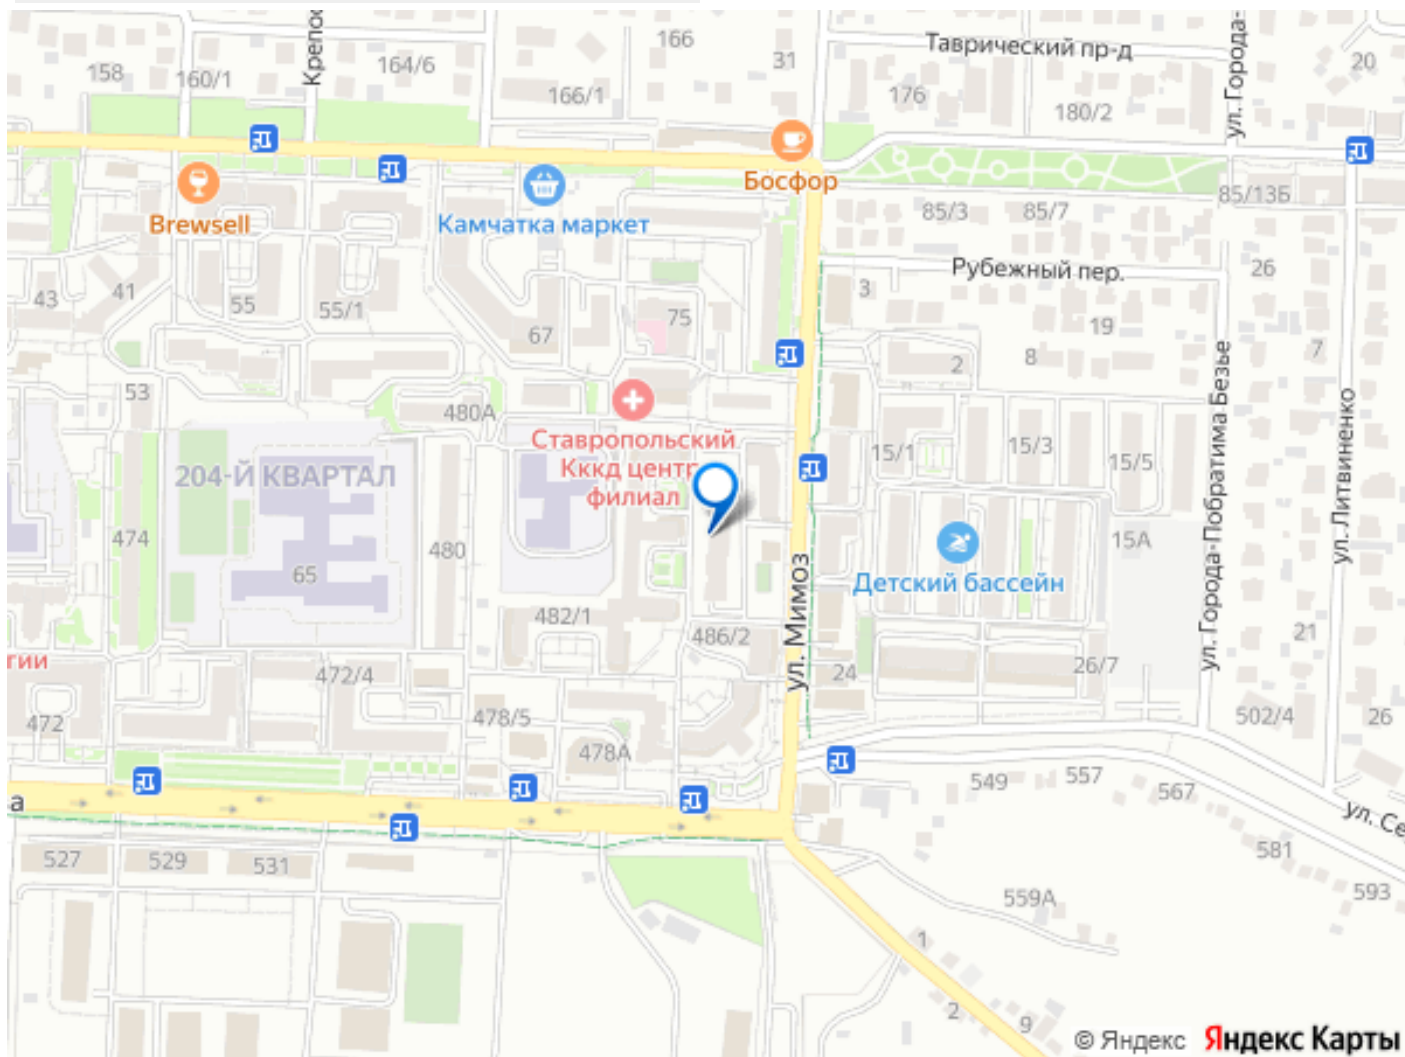 Крепос
Таврический пр-д
ул. Города-
158
160/1
164/6
166
166/1
31
176
180/2
20
Босфор
Brewsell
Камчатка маркет
85/3
85/7
85/13Б
Рубежный пер.
26
43
41
55
55/1
67
75
3
19
2
8
7
53
480А
Ставропольский
Кккд центр
филиал
204-Й КВАРТАЛ
15/1
15/3
15/5
ул. Города-Побратима Безье
ул. Литвиненко
474
65
480
482/1
486/2
ул. Мимоз
Детский бассейн
15А
21
гии
472/4
24
26/7
472
478/5
478А
502/4
26
549
557
567
а
ул. Се
527
529
531
581
593
559А
1
2
9
© Яндекс Яндекс Карты